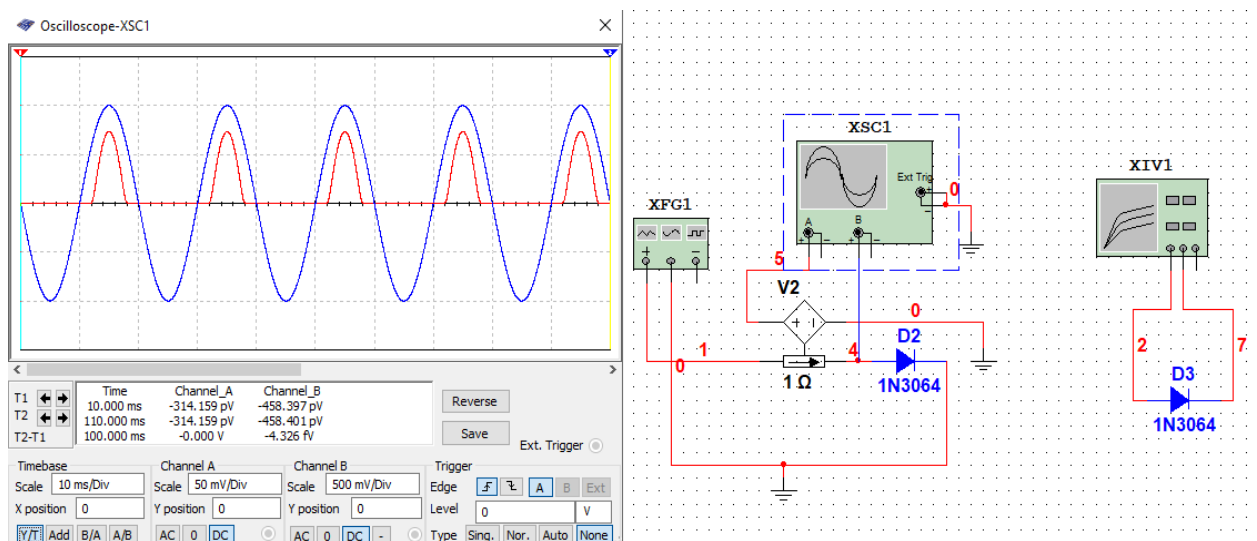 Oscilloscope-XSC1
T1
T2
T2-T1
Time Channel_A Channel_B
10.000 ms -314.159 pV -458.397 pV
110.000 ms -314.159 pV -458.401 pV
100.000 ms -0.000 V -4.326 fV
Reverse
Save
Ext. Trigger
Timebase
Scale 10 ms/Div
X position 0
Y/T Add B/A A/B
Channel A
Scale 50 mV/Div
Y position 0
AC 0 DC
Channel B
Scale 500 mV/Div
Y position 0
AC 0 DC -
Trigger
Edge A B Ext
Level 0 V
Type Sing. Nor. Auto None
XSC1
Ext Trig
+
-
0
A
B
+ - + -
XFG1
+ -
5
V2
+ -
0
1
0
4
D2
1N3064
1 Ω
XIV1
2
7
D3
1N3064